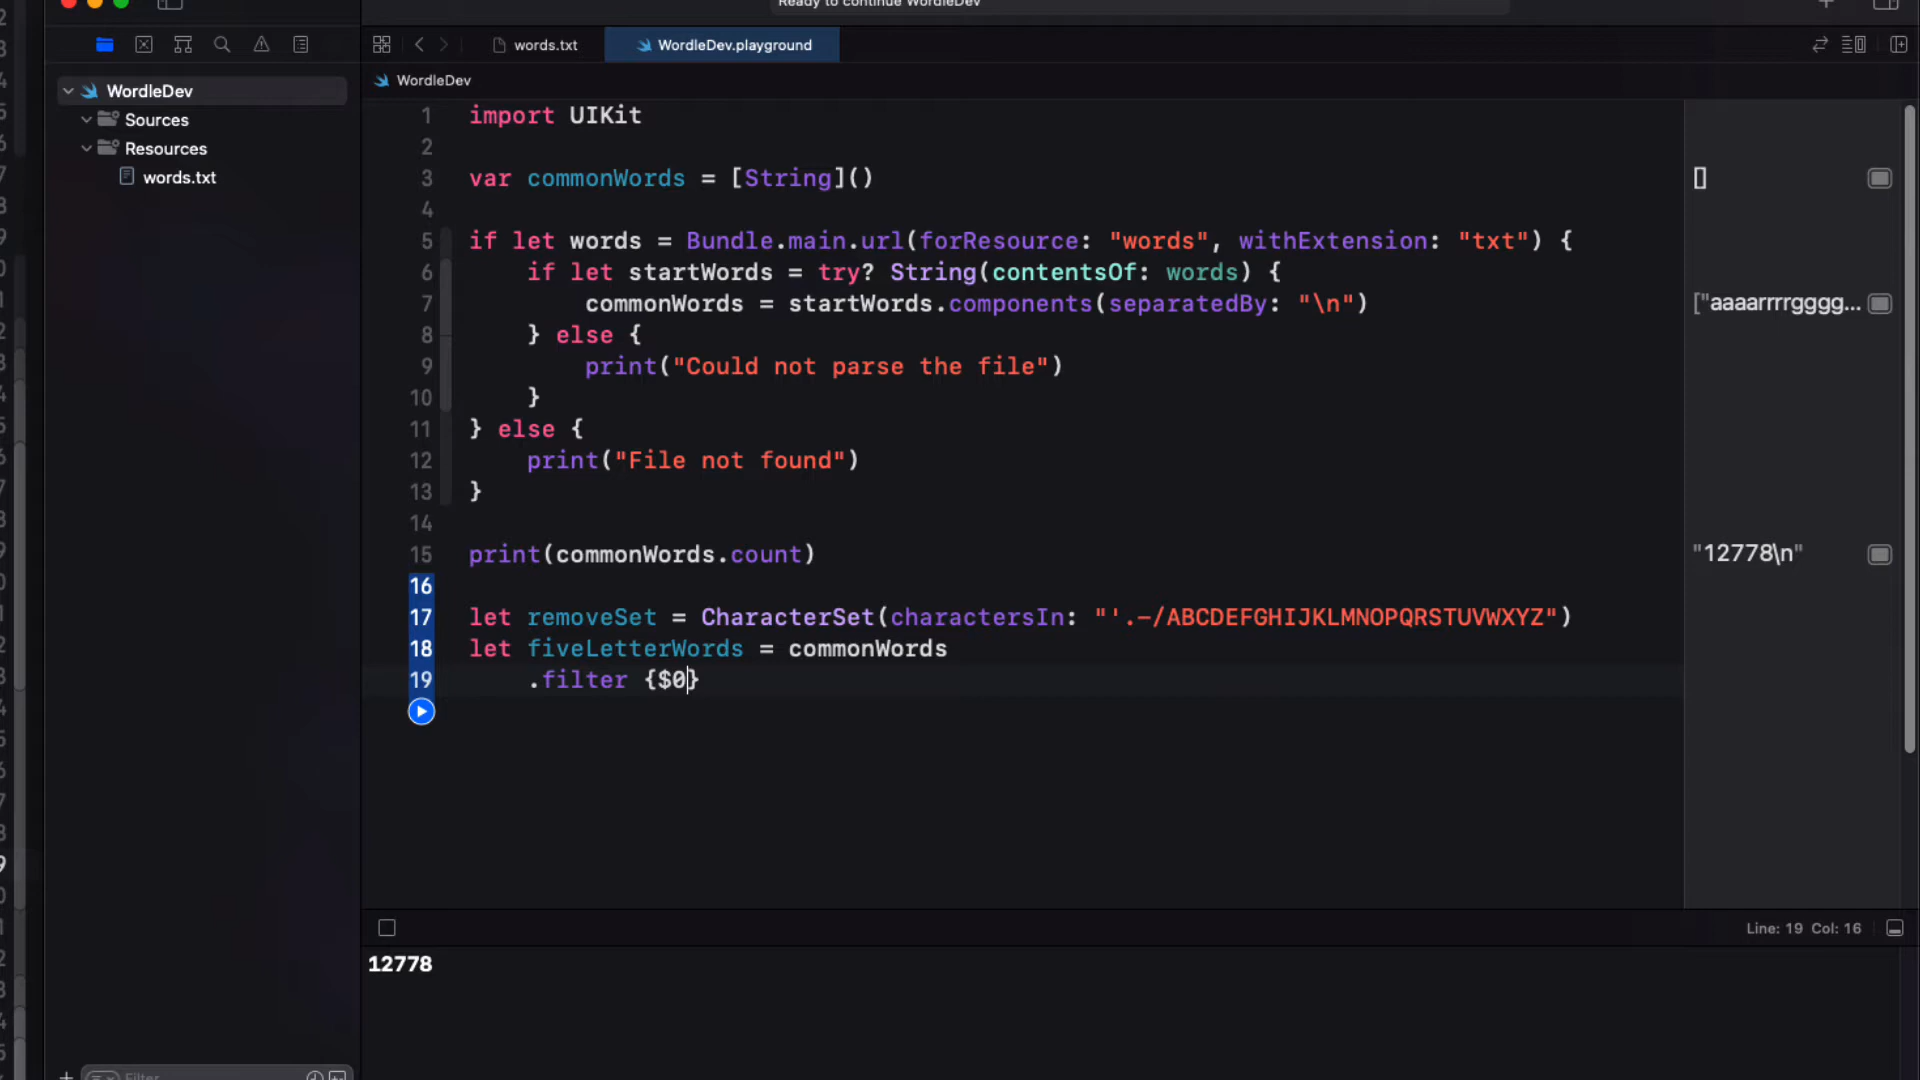 Ready to continue WordleDev
words.txt
WordleDev.playground
WordleDev
WordleDev
Sources
Resources
words.txt
1 import UIKit
2
3 var commonWords = [String]() []
4
5 if let words = Bundle.main.url(forResource: "words", withExtension: "txt") {
6 if let startWords = try? String(contentsOf: words) {
7 commonWords = startWords.components(separatedBy: "\n") ["aaaarrrrgggg...
8 } else {
9 print("Could not parse the file")
10 }
11 } else {
12 print("File not found")
13 }
14
15 print(commonWords.count) "12778\n"
16
17 let removeSet = CharacterSet(charactersIn: "'.-/ABCDEFGHIJKLMNOPQRSTUVWXYZ")
18 let fiveLetterWords = commonWords
19 .filter {$0}
Line: 19 Col: 16
12778
Filter